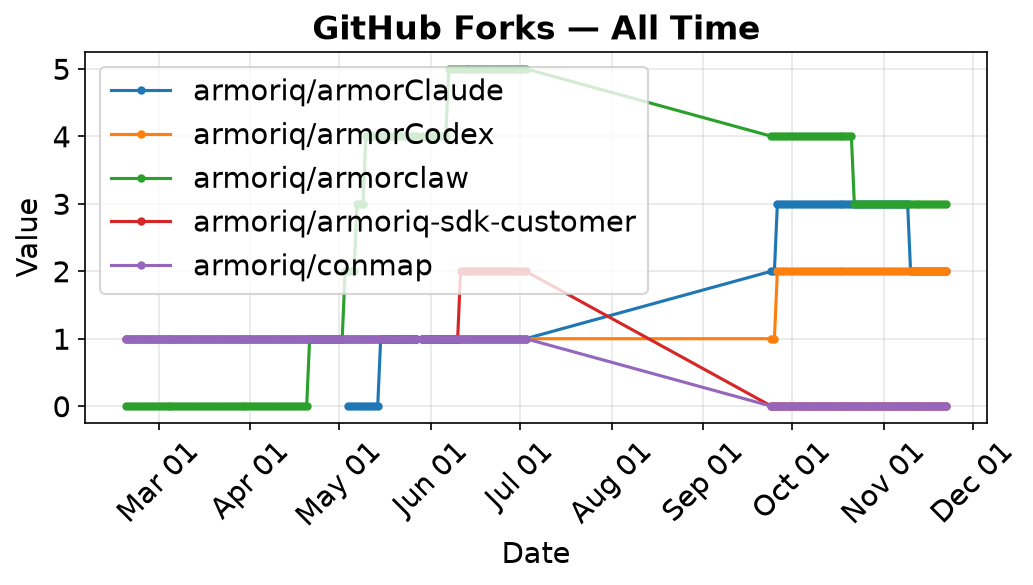 GitHub Forks — All Time
armoriq/armorClaude
armoriq/armorCodex
armoriq/armorclaw
armoriq/armoriq-sdk-customer
armoriq/conmap
Value
5
4
3
2
1
0
Mar 01
Apr 01
May 01
Jun 01
Jul 01
Aug 01
Sep 01
Oct 01
Nov 01
Dec 01
Date